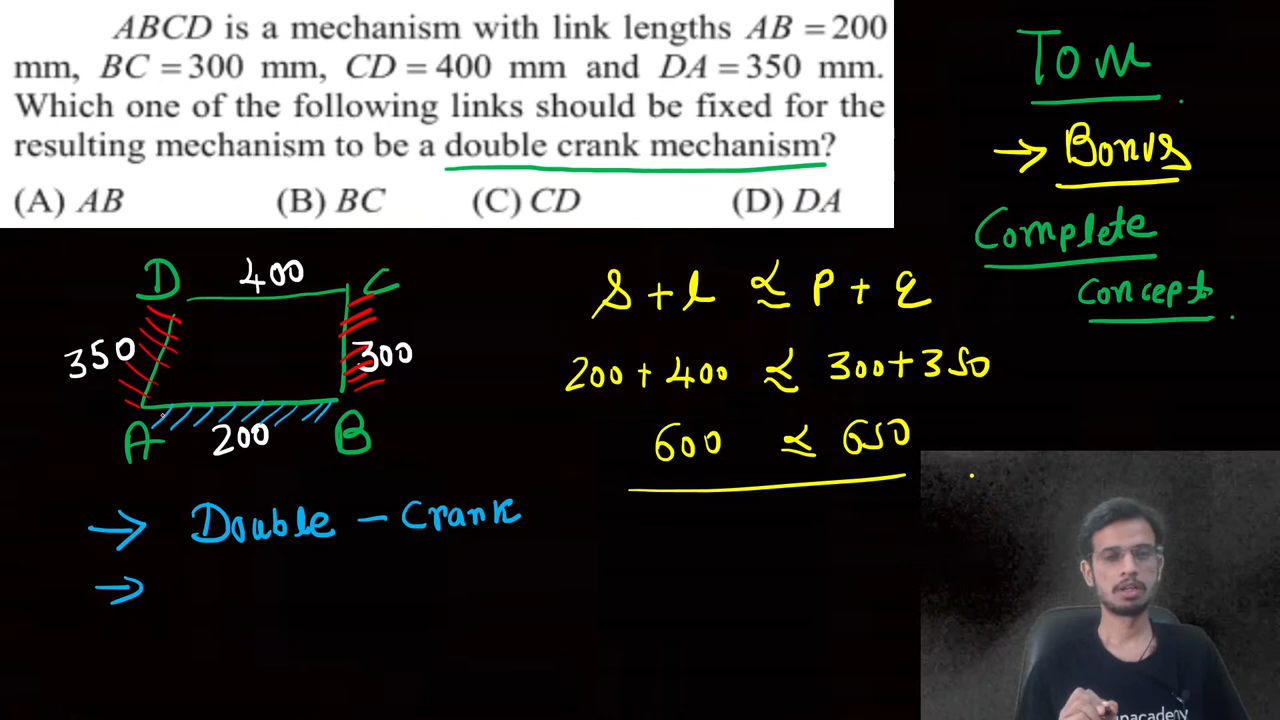 ABCD is a mechanism with link lengths AB = 200
mm, BC = 300 mm, CD = 400 mm and DA = 350 mm.
Which one of the following links should be fixed for the
resulting mechanism to be a double crank mechanism?
(A) AB (B) BC (C) CD (D) DA
TOM
→ Bonus
Complete
Concept
D 400 C
350 300
A 200 B
S + l ≤ P + q
200 + 400 ≤ 300 + 350
600 ≤ 650
→ Double - Crank
→
unacademy